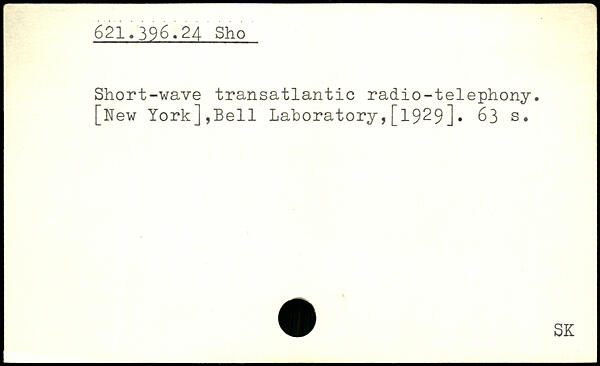 621.396.24 Sho
Short-wave transatlantic radio-telephony.
[New York],Bell Laboratory,[1929]. 63 s.
SK